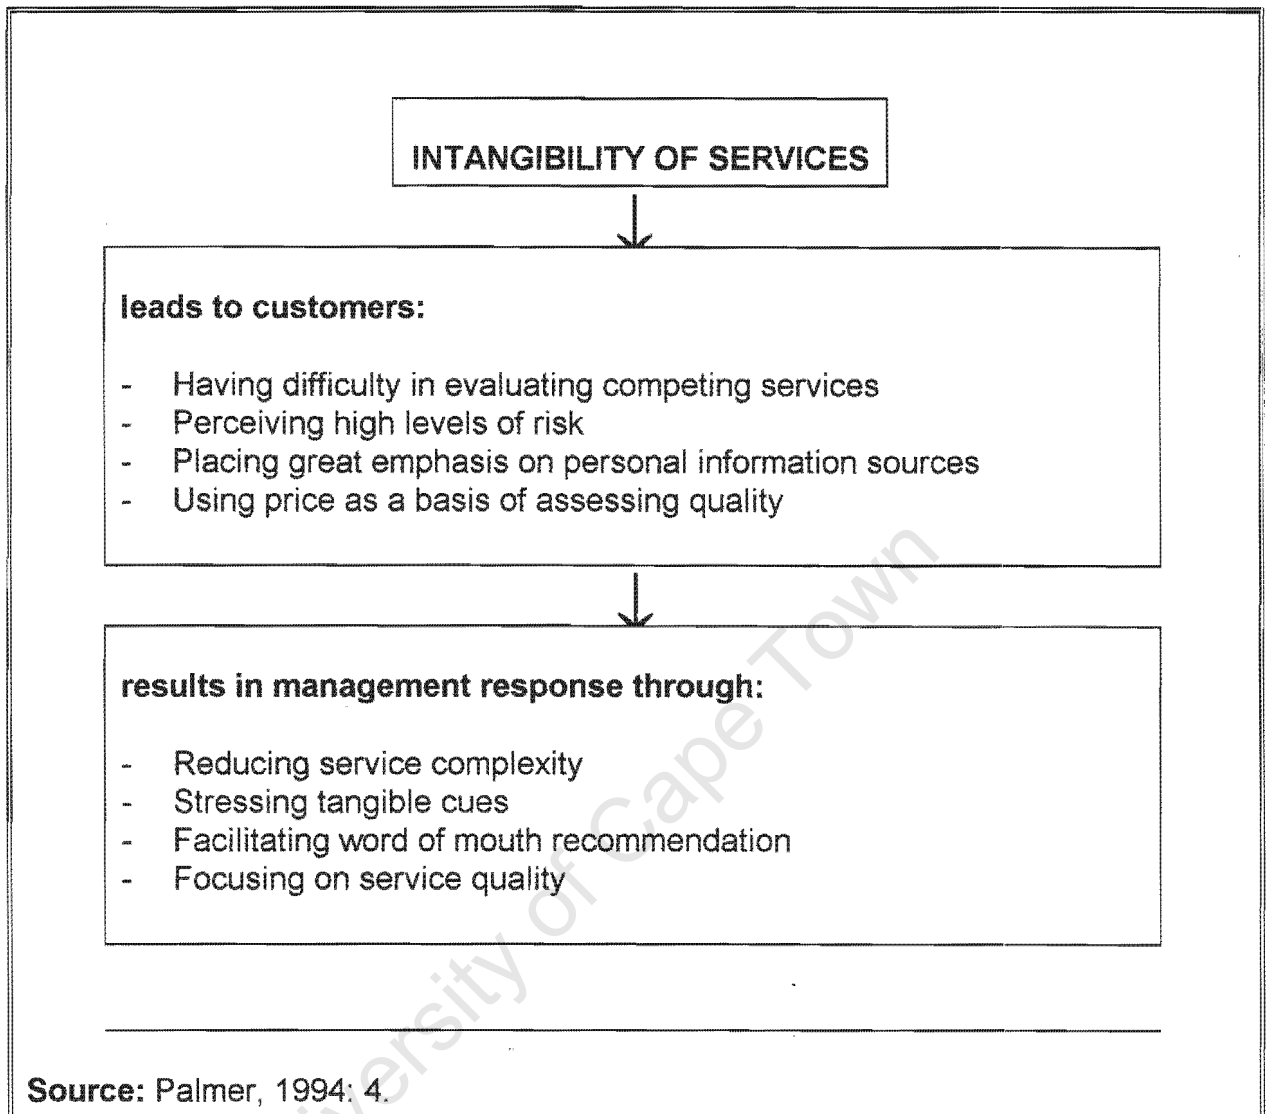 INTANGIBILITY OF SERVICES
leads to customers:
- Having difficulty in evaluating competing services
- Perceiving high levels of risk
- Placing great emphasis on personal information sources
- Using price as a basis of assessing quality
results in management response through:
- Reducing service complexity
- Stressing tangible cues
- Facilitating word of mouth recommendation
- Focusing on service quality
Source: Palmer, 1994: 4.
versity of Cape Town